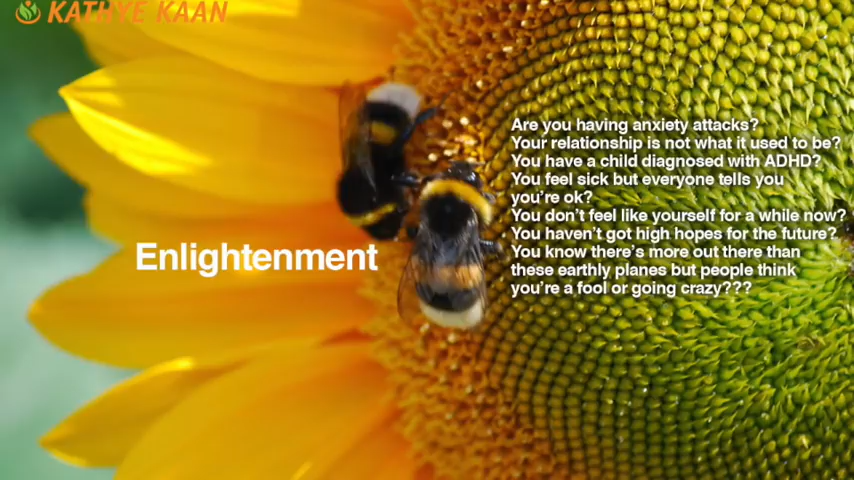 KATHYE KAAN
Are you having anxiety attacks?
Your relationship is not what it used to be?
You have a child diagnosed with ADHD?
You feel sick but everyone tells you
you're ok?
You don't feel like yourself for a while now?
You haven't got high hopes for the future?
You know there's more out there than
these earthly planes but people think
you're a fool or going crazy???
Enlightenment